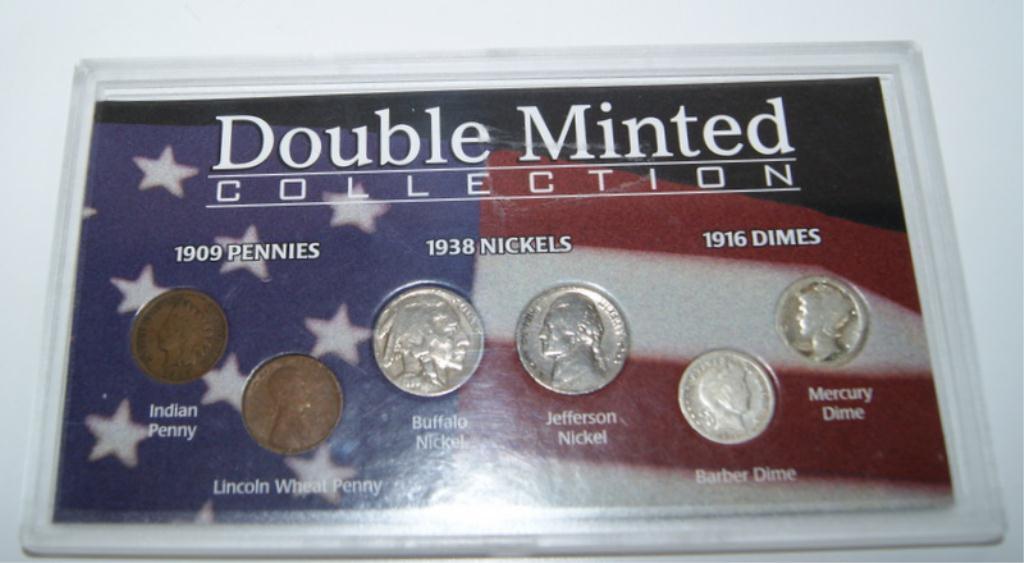 Double Minted
COLLECTION
1909 PENNIES
1938 NICKELS
1916 DIMES
Indian
Penny
Lincoln Wheat Penny
Buffalo
Nickel
Jefferson
Nickel
Barber Dime
Mercury
Dime